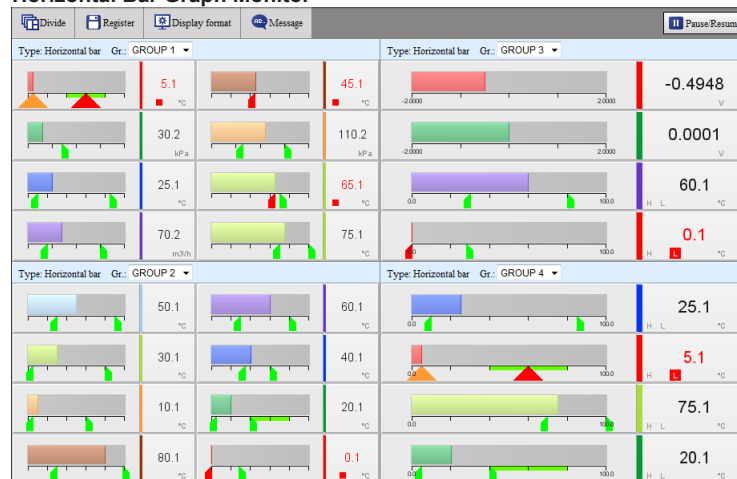 Horizontal Bar Graph Monitor
Divide Register Display format Message Pause/Resum
Type: Horizontal bar Gr.: GROUP 1
5.1 °C 45.1 °C
30.2 kPa 110.2 kPa
25.1 °C 65.1 °C
70.2 m3/h 75.1 °C
Type: Horizontal bar Gr.: GROUP 3
-2.0000 2.0000 -0.4948 V
-2.0000 2.0000 0.0001 V
0.0 100.0 H L 60.1 °C
0.0 100.0 H L 0.1 °C
Type: Horizontal bar Gr.: GROUP 2
50.1 °C 60.1 °C
30.1 °C 40.1 °C
10.1 °C 20.1 °C
80.1 °C 0.1 °C
Type: Horizontal bar Gr.: GROUP 4
0.0 100.0 H L 25.1 °C
0.0 100.0 H L 5.1 °C
0.0 100.0 H L 75.1 °C
0.0 100.0 H L 20.1 °C